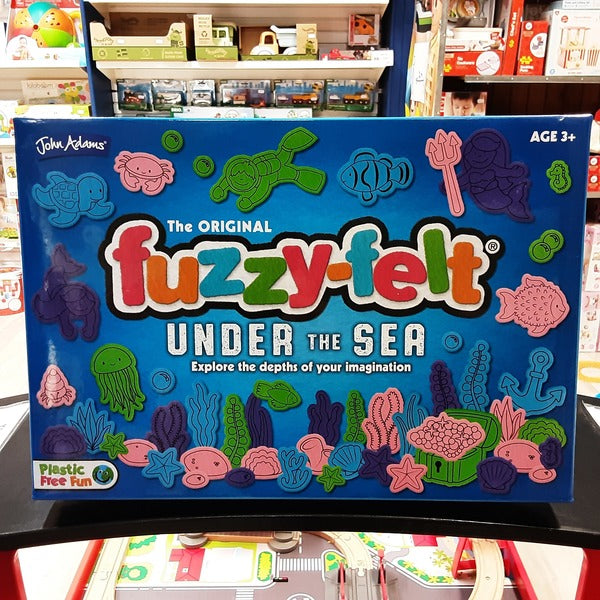 John Adams
AGE 3+
The ORIGINAL
fuzzy-felt®
UNDER THE SEA
Explore the depths of your imagination
Plastic
Free Fun